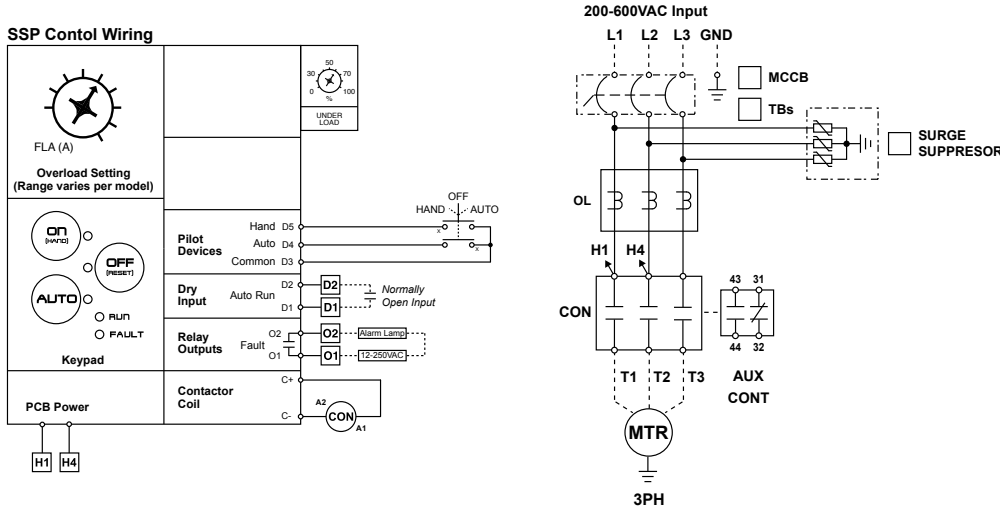 SSP Contol Wiring
FLA (A)
Overload Setting
(Range varies per model)
50
30
70
0
100
%
UNDER
LOAD
ON
(HAND)
OFF
(RESET)
AUTO
RUN
FAULT
Keypad
Pilot
Devices
Hand D5
Auto D4
Common D3
OFF
HAND AUTO
x
x
Dry
Input
Auto Run
D2
D1
D2
D1
Normally
Open Input
Relay
Outputs
Fault
O2
O1
O2
O1
Alarm Lamp
12-250VAC
Contactor
Coil
C+
C-
A2
CON
A1
PCB Power
H1 H4
200-600VAC Input
L1 L2 L3 GND
MCCB
TBs
SURGE
SUPPRESOR
OL
H1 H4
CON
43 31
44 32
AUX
CONT
T1 T2 T3
MTR
3PH